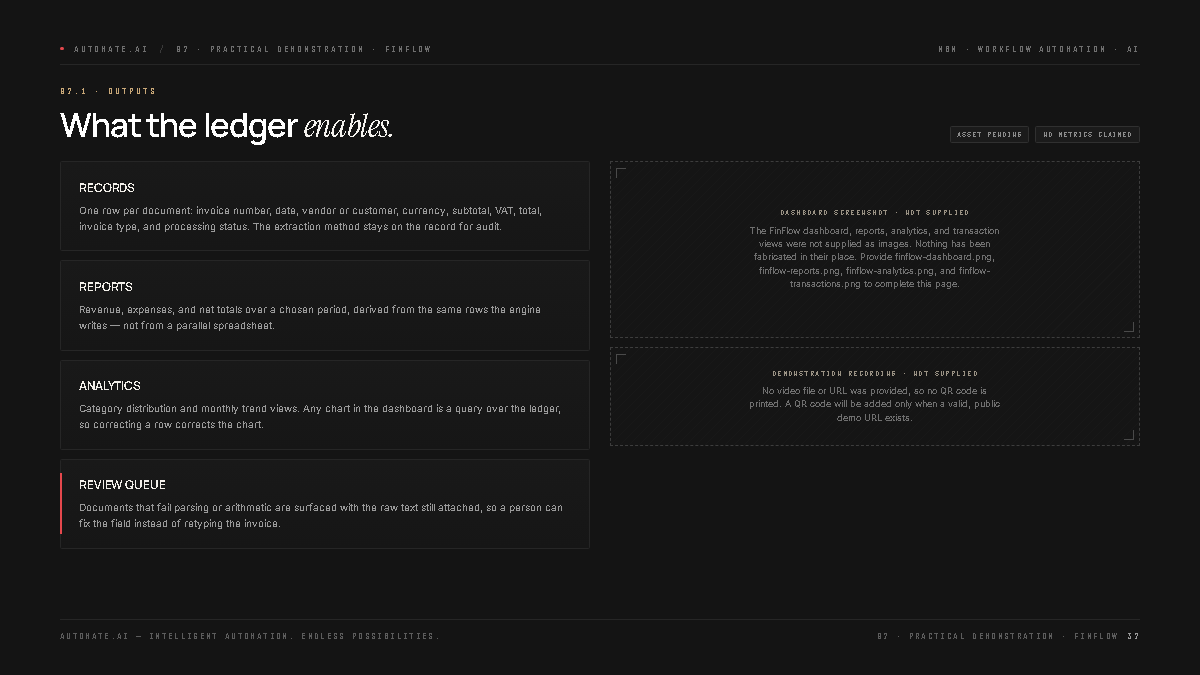 AUTOMATE.AI / 07 · PRACTICAL DEMONSTRATION · FINFLOW
N8N · WORKFLOW AUTOMATION · AI
07.1 · OUTPUTS
What the ledger enables.
ASSET PENDING
NO METRICS CLAIMED
RECORDS
One row per document: invoice number, date, vendor or customer, currency, subtotal, VAT, total,
invoice type, and processing status. The extraction method stays on the record for audit.
REPORTS
Revenue, expenses, and net totals over a chosen period, derived from the same rows the engine
writes — not from a parallel spreadsheet.
ANALYTICS
Category distribution and monthly trend views. Any chart in the dashboard is a query over the ledger,
so correcting a row corrects the chart.
REVIEW QUEUE
Documents that fail parsing or arithmetic are surfaced with the raw text still attached, so a person can
fix the field instead of retyping the invoice.
DASHBOARD SCREENSHOT · NOT SUPPLIED
The FinFlow dashboard, reports, analytics, and transaction
views were not supplied as images. Nothing has been
fabricated in their place. Provide finflow-dashboard.png,
finflow-reports.png, finflow-analytics.png, and finflow-
transactions.png to complete this page.
DEMONSTRATION RECORDING · NOT SUPPLIED
No video file or URL was provided, so no QR code is
printed. A QR code will be added only when a valid, public
demo URL exists.
AUTOMATE.AI — INTELLIGENT AUTOMATION. ENDLESS POSSIBILITIES.
07 · PRACTICAL DEMONSTRATION · FINFLOW 37